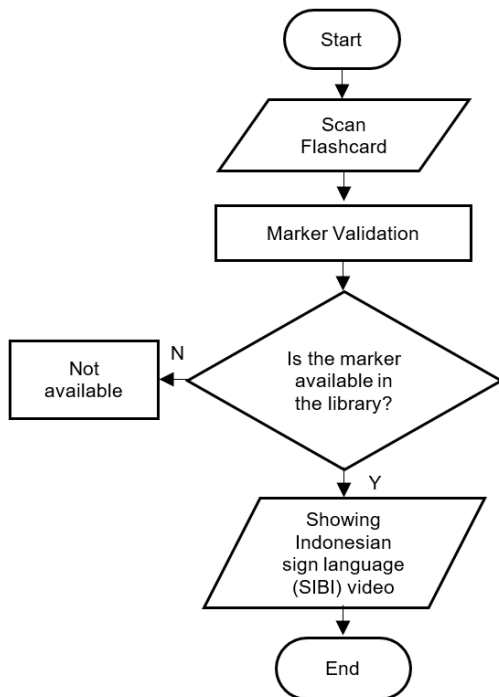 Start
Scan
Flashcard
Marker Validation
Is the marker
available in
the library?
N
Not
available
Y
Showing
Indonesian
sign language
(SIBI) video
End